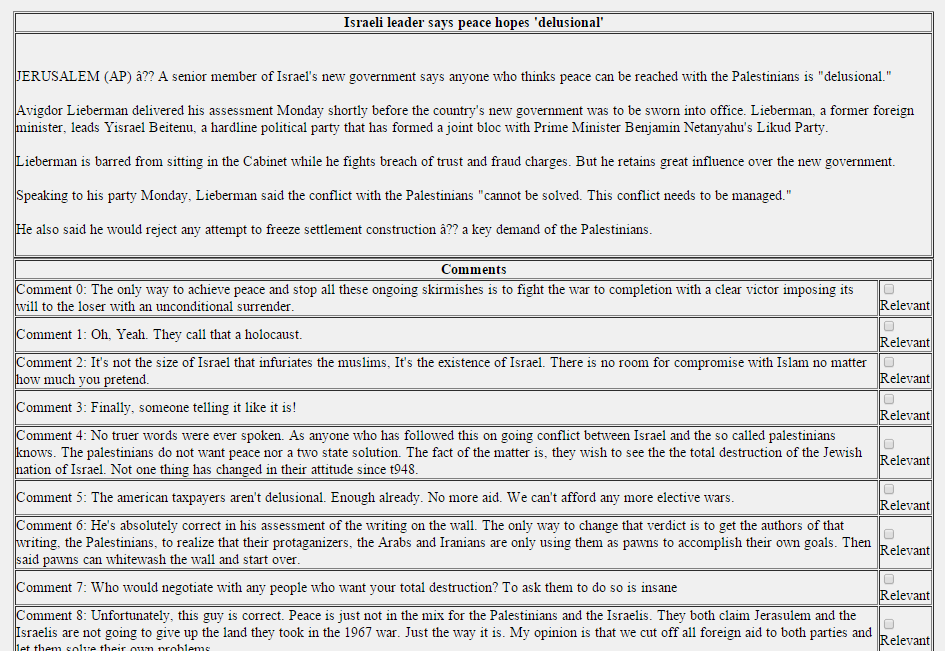 Israeli leader says peace hopes 'delusional'
JERUSALEM (AP) â?? A senior member of Israel's new government says anyone who thinks peace can be reached with the Palestinians is "delusional."
Avigdor Lieberman delivered his assessment Monday shortly before the country's new government was to be sworn into office. Lieberman, a former foreign
minister, leads Yisrael Beitenu, a hardline political party that has formed a joint bloc with Prime Minister Benjamin Netanyahu's Likud Party.
Lieberman is barred from sitting in the Cabinet while he fights breach of trust and fraud charges. But he retains great influence over the new government.
Speaking to his party Monday, Lieberman said the conflict with the Palestinians "cannot be solved. This conflict needs to be managed."
He also said he would reject any attempt to freeze settlement construction â?? a key demand of the Palestinians.
Comments
Comment 0: The only way to achieve peace and stop all these ongoing skirmishes is to fight the war to completion with a clear victor imposing its
will to the loser with an unconditional surrender.
Relevant
Comment 1: Oh, Yeah. They call that a holocaust.
Relevant
Comment 2: It's not the size of Israel that infuriates the muslims, It's the existence of Israel. There is no room for compromise with Islam no matter
how much you pretend.
Relevant
Comment 3: Finally, someone telling it like it is!
Relevant
Comment 4: No truer words were ever spoken. As anyone who has followed this on going conflict between Israel and the so called palestinians
knows. The palestinians do not want peace nor a two state solution. The fact of the matter is, they wish to see the the total destruction of the Jewish
nation of Israel. Not one thing has changed in their attitude since t948.
Relevant
Comment 5: The american taxpayers aren't delusional. Enough already. No more aid. We can't afford any more elective wars.
Relevant
Comment 6: He's absolutely correct in his assessment of the writing on the wall. The only way to change that verdict is to get the authors of that
writing, the Palestinians, to realize that their protaganizers, the Arabs and Iranians are only using them as pawns to accomplish their own goals. Then
said pawns can whitewash the wall and start over.
Relevant
Comment 7: Who would negotiate with any people who want your total destruction? To ask them to do so is insane
Relevant
Comment 8: Unfortunately, this guy is correct. Peace is just not in the mix for the Palestinians and the Israelis. They both claim Jerasulem and the
Israelis are not going to give up the land they took in the 1967 war. Just the way it is. My opinion is that we cut off all foreign aid to both parties and
let them solve their own problems.
Relevant